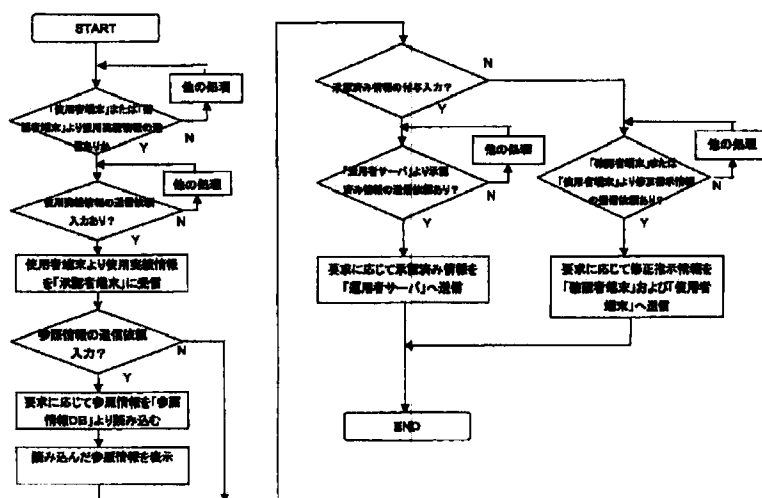 START
他の処理
「使用者端末」または「確
認者端末」より使用実績情報の送
信ありか
N
Y
他の処理
使用実績情報の送信依頼
入力あり？
N
Y
使用者端末より使用実績情報
を「承認者端末」に受信
参照情報の送信依頼
入力？
N
Y
要求に応じて参照情報を「参照
情報DB」より読み込む
読み込んだ参照情報を表示
承認済み情報の付与入力？
N
Y
他の処理
「運用者サーバ」より承認
済み情報の送信依頼あり？
N
Y
要求に応じて承認済み情報を
「運用者サーバ」へ送信
他の処理
「確認者端末」または
「使用者端末」より修正指示情報
の送信依頼あり？
N
Y
要求に応じて修正指示情報を
「確認者端末」および「使用者
端末」へ送信
END